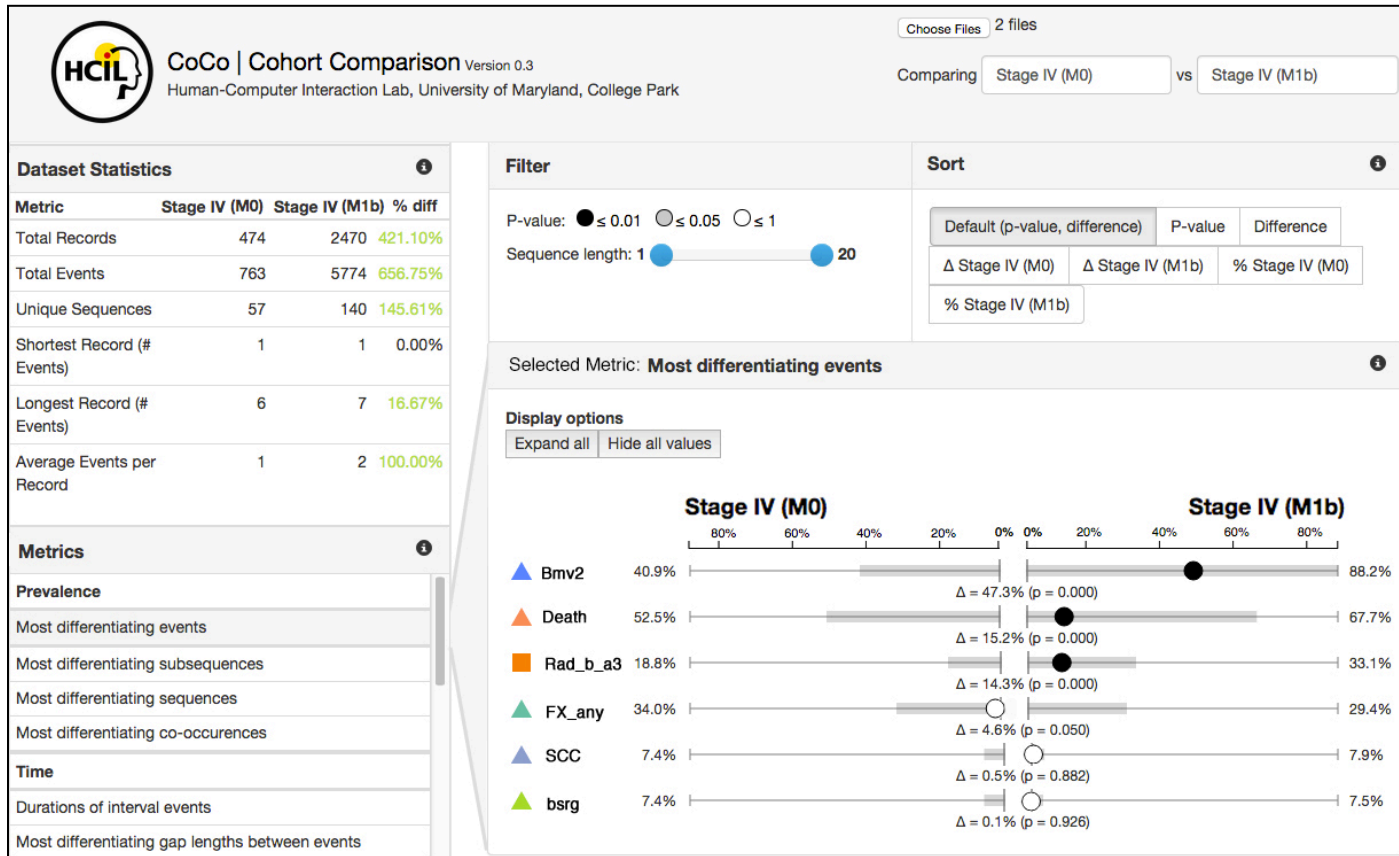 HCIL
CoCo | Cohort Comparison Version 0.3
Human-Computer Interaction Lab, University of Maryland, College Park
Choose Files 2 files
Comparing Stage IV (M0) vs Stage IV (M1b)
Dataset Statistics
Metric Stage IV (M0) Stage IV (M1b) % diff
Total Records 474 2470 421.10%
Total Events 763 5774 656.75%
Unique Sequences 57 140 145.61%
Shortest Record (# 1 1 0.00%
Events)
Longest Record (# 6 7 16.67%
Events)
Average Events per 1 2 100.00%
Record
Metrics
Prevalence
Most differentiating events
Most differentiating subsequences
Most differentiating sequences
Most differentiating co-occurences
Time
Durations of interval events
Most differentiating gap lengths between events
Filter
P-value: ≤ 0.01 ≤ 0.05 ≤ 1
Sequence length: 1 20
Sort
Default (p-value, difference) P-value Difference
Δ Stage IV (M0) Δ Stage IV (M1b) % Stage IV (M0)
% Stage IV (M1b)
Selected Metric: Most differentiating events
Display options
Expand all Hide all values
Stage IV (M0) Stage IV (M1b)
80% 60% 40% 20% 0% 0% 20% 40% 60% 80%
Bmv2 40.9% 88.2%
Δ = 47.3% (p = 0.000)
Death 52.5% 67.7%
Δ = 15.2% (p = 0.000)
Rad_b_a3 18.8% 33.1%
Δ = 14.3% (p = 0.000)
FX_any 34.0% 29.4%
Δ = 4.6% (p = 0.050)
SCC 7.4% 7.9%
Δ = 0.5% (p = 0.882)
bsrg 7.4% 7.5%
Δ = 0.1% (p = 0.926)